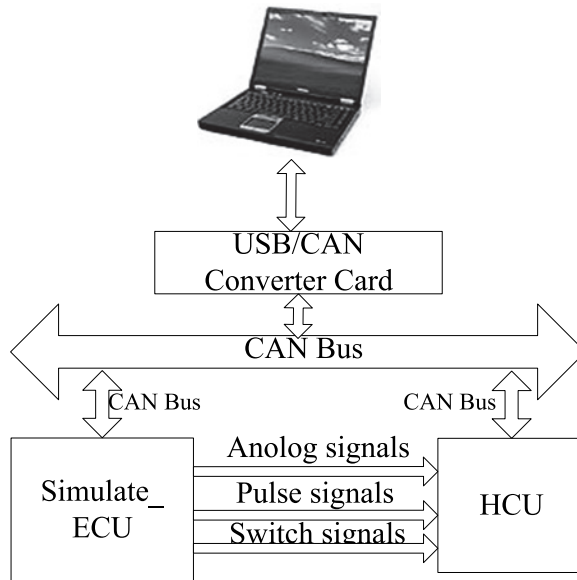 USB/CAN
Converter Card
CAN Bus
CAN Bus
CAN Bus
Anolog signals
Simulate_
ECU
Pulse signals
HCU
Switch signals